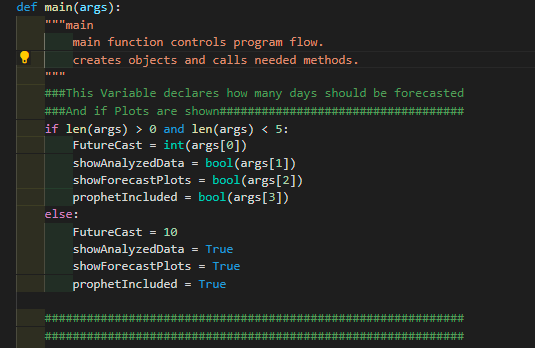 def main(args):
"""main
main function controls program flow.
creates objects and calls needed methods.
"""
###This Variable declares how many days should be forecasted
###And if Plots are shown###################################
if len(args) > 0 and len(args) < 5:
FutureCast = int(args[0])
showAnalyzedData = bool(args[1])
showForecastPlots = bool(args[2])
prophetIncluded = bool(args[3])
else:
FutureCast = 10
showAnalyzedData = True
showForecastPlots = True
prophetIncluded = True
############################################################
############################################################